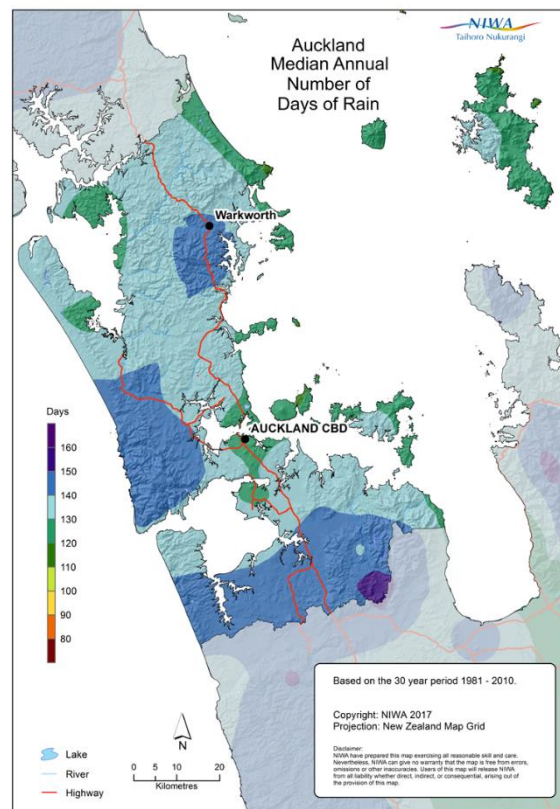 Auckland
Median Annual
Number of
Days of Rain
NIWA
Taihoro Nukurangi
Warkworth
AUCKLAND CBD
Days
160
150
140
130
120
110
100
90
80
Lake
River
Highway
N
20 10 0 20
Kilometres
Based on the 30 year period 1981 - 2010.
Copyright: NIWA 2017
Projection: New Zealand Map Grid
Disclaimer:
NIWA have prepared this map exercising all reasonable skill and care.
Nevertheless, NIWA can give no warranty that the map is free from errors,
omissions or other inaccuracies. Users of this map will release NIWA
from all liability whether direct, indirect, or consequential, arising out of
the provision of this map.